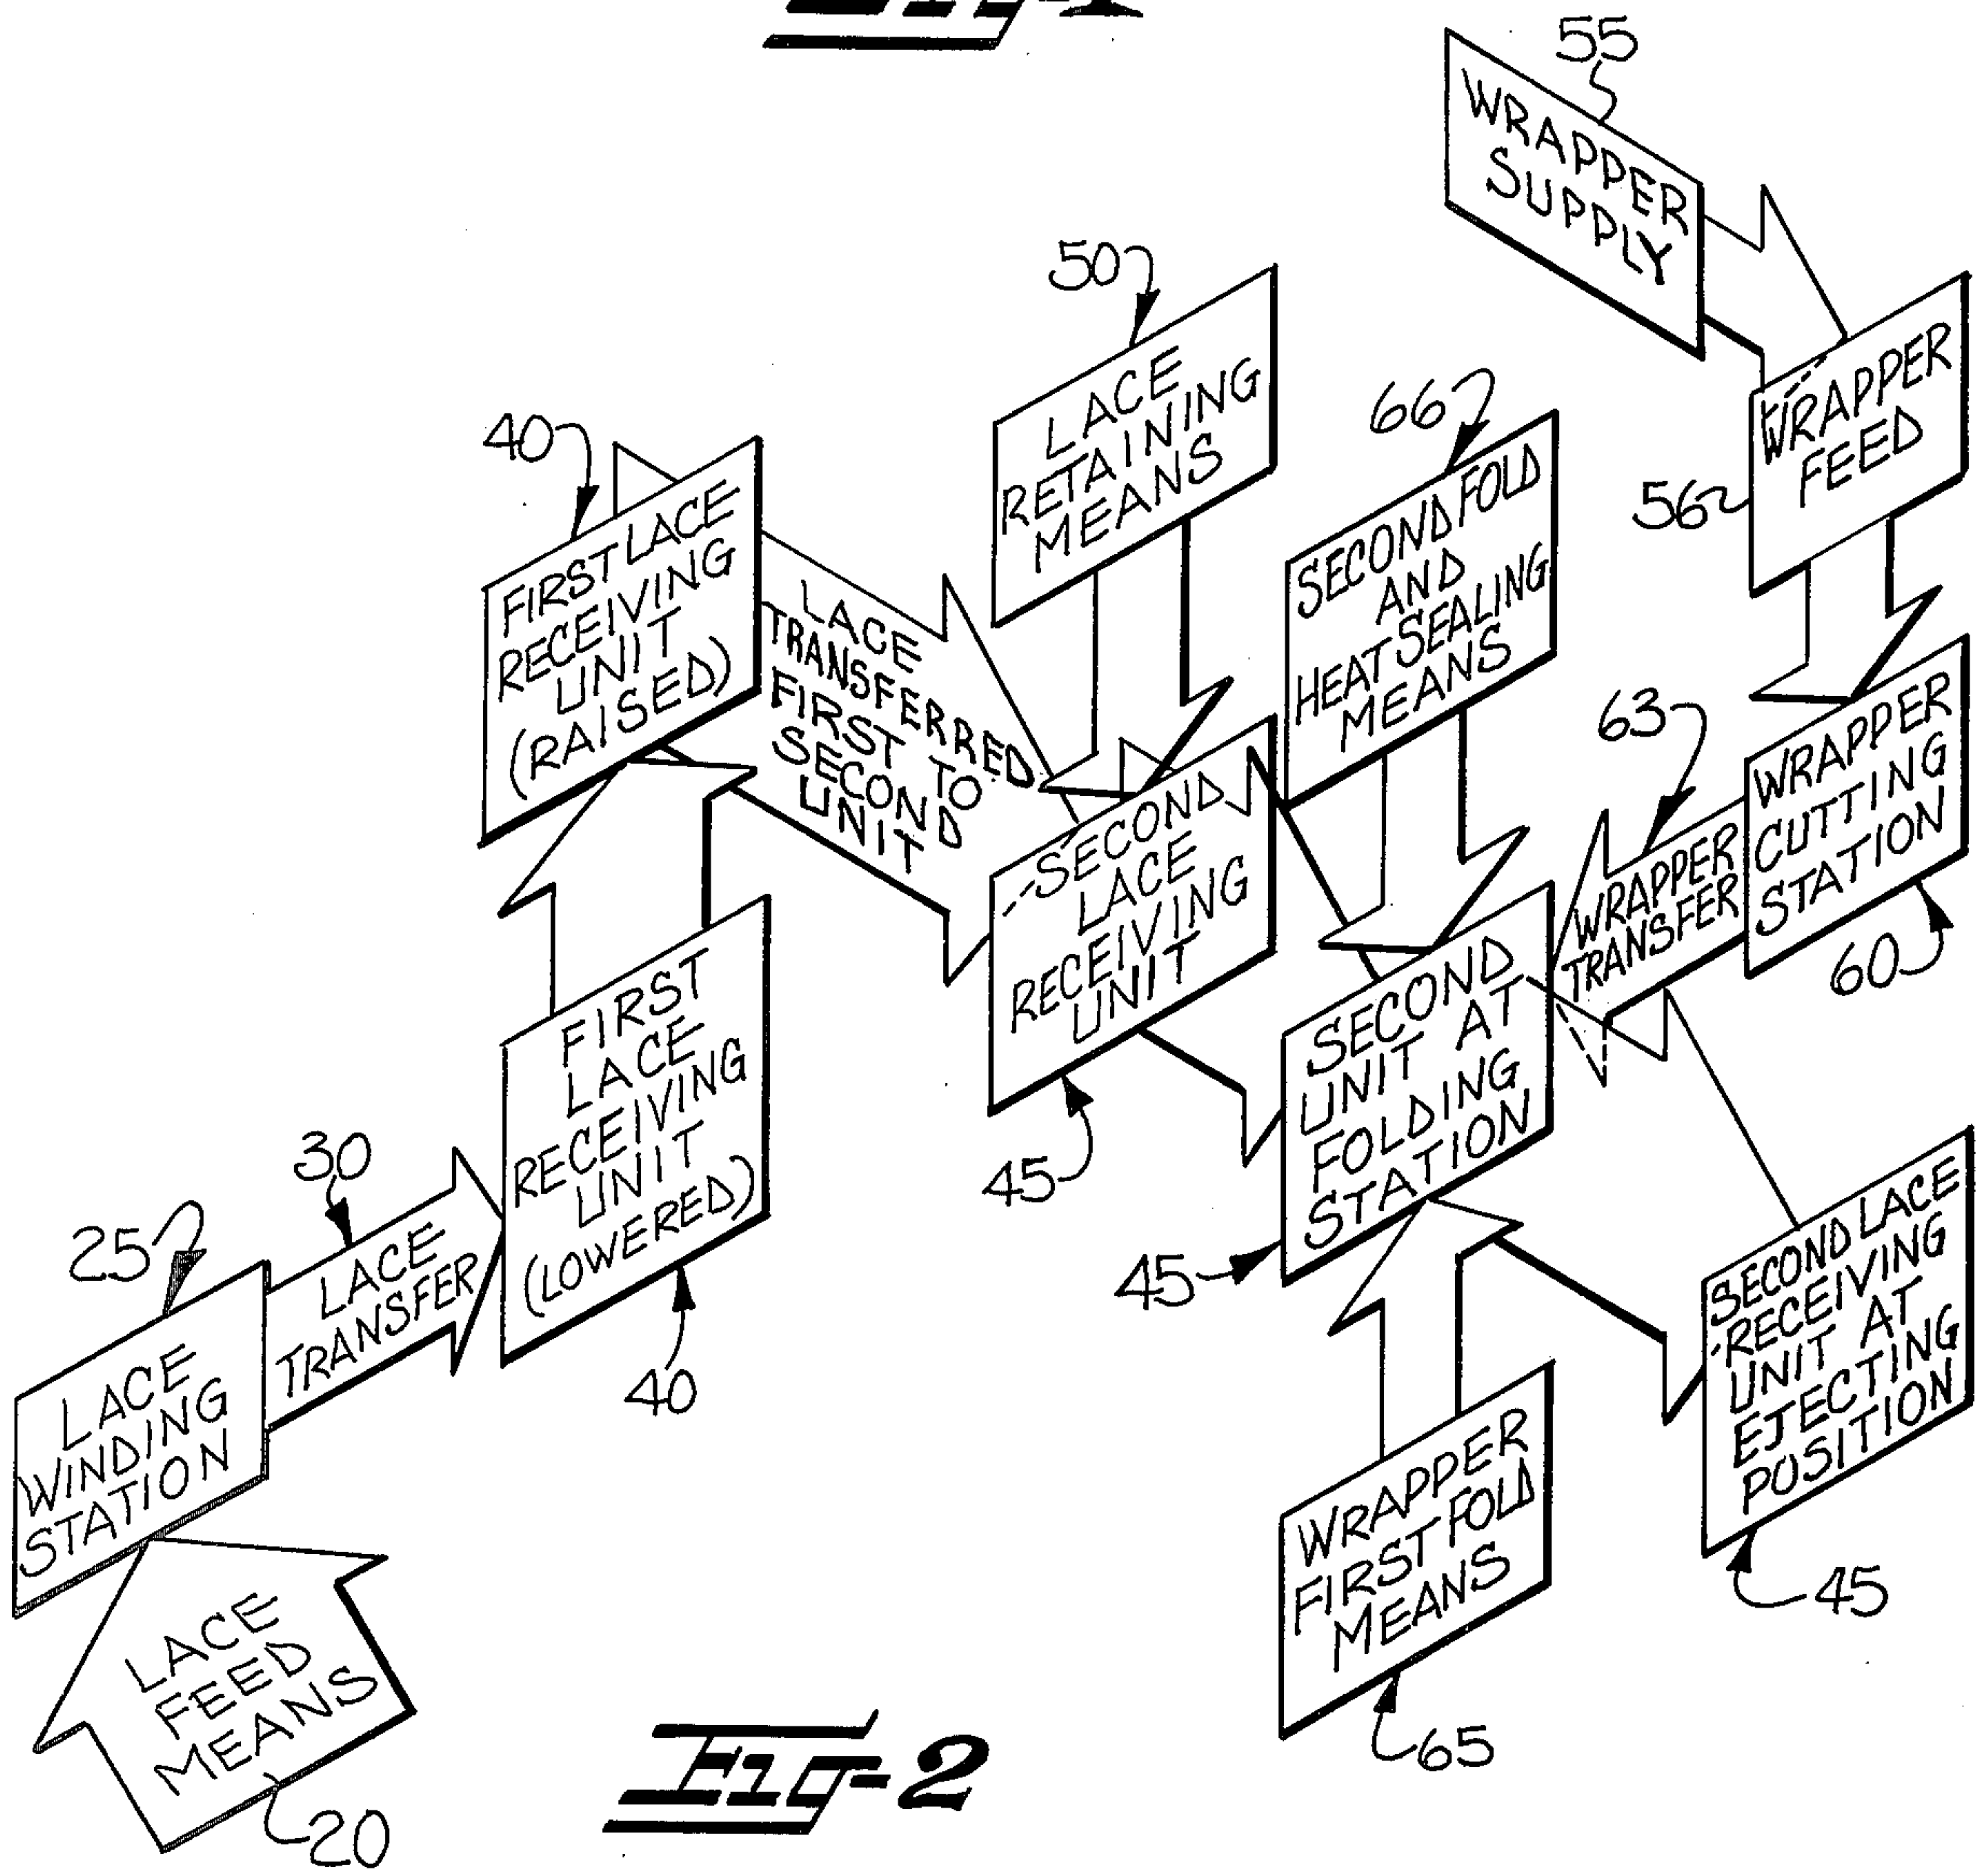 55
WRAPPER
SUPPLY
50
LACE
RETAINING
MEANS
66
SECOND FOLD
AND
HEAT SEALING
MEANS
WRAPPER
FEED
56
40
FIRST LACE
RECEIVING
UNIT
(RAISED)
LACE
TRANSFERRED
FIRST TO
SECOND
UNIT
SECOND
LACE
RECEIVING
UNIT
45
63
WRAPPER
TRANSFER
WRAPPER
CUTTING
STATION
60
FIRST
LACE
RECEIVING
UNIT
(LOWERED)
40
SECOND
UNIT AT
FOLDING
STATION
45
30
LACE
TRANSFER
25
LACE
WINDING
STATION
SECOND LACE
RECEIVING
UNIT AT
EJECTING
POSITION
45
WRAPPER
FIRST FOLD
MEANS
65
LACE
FEED
MEANS
20
Fig-2